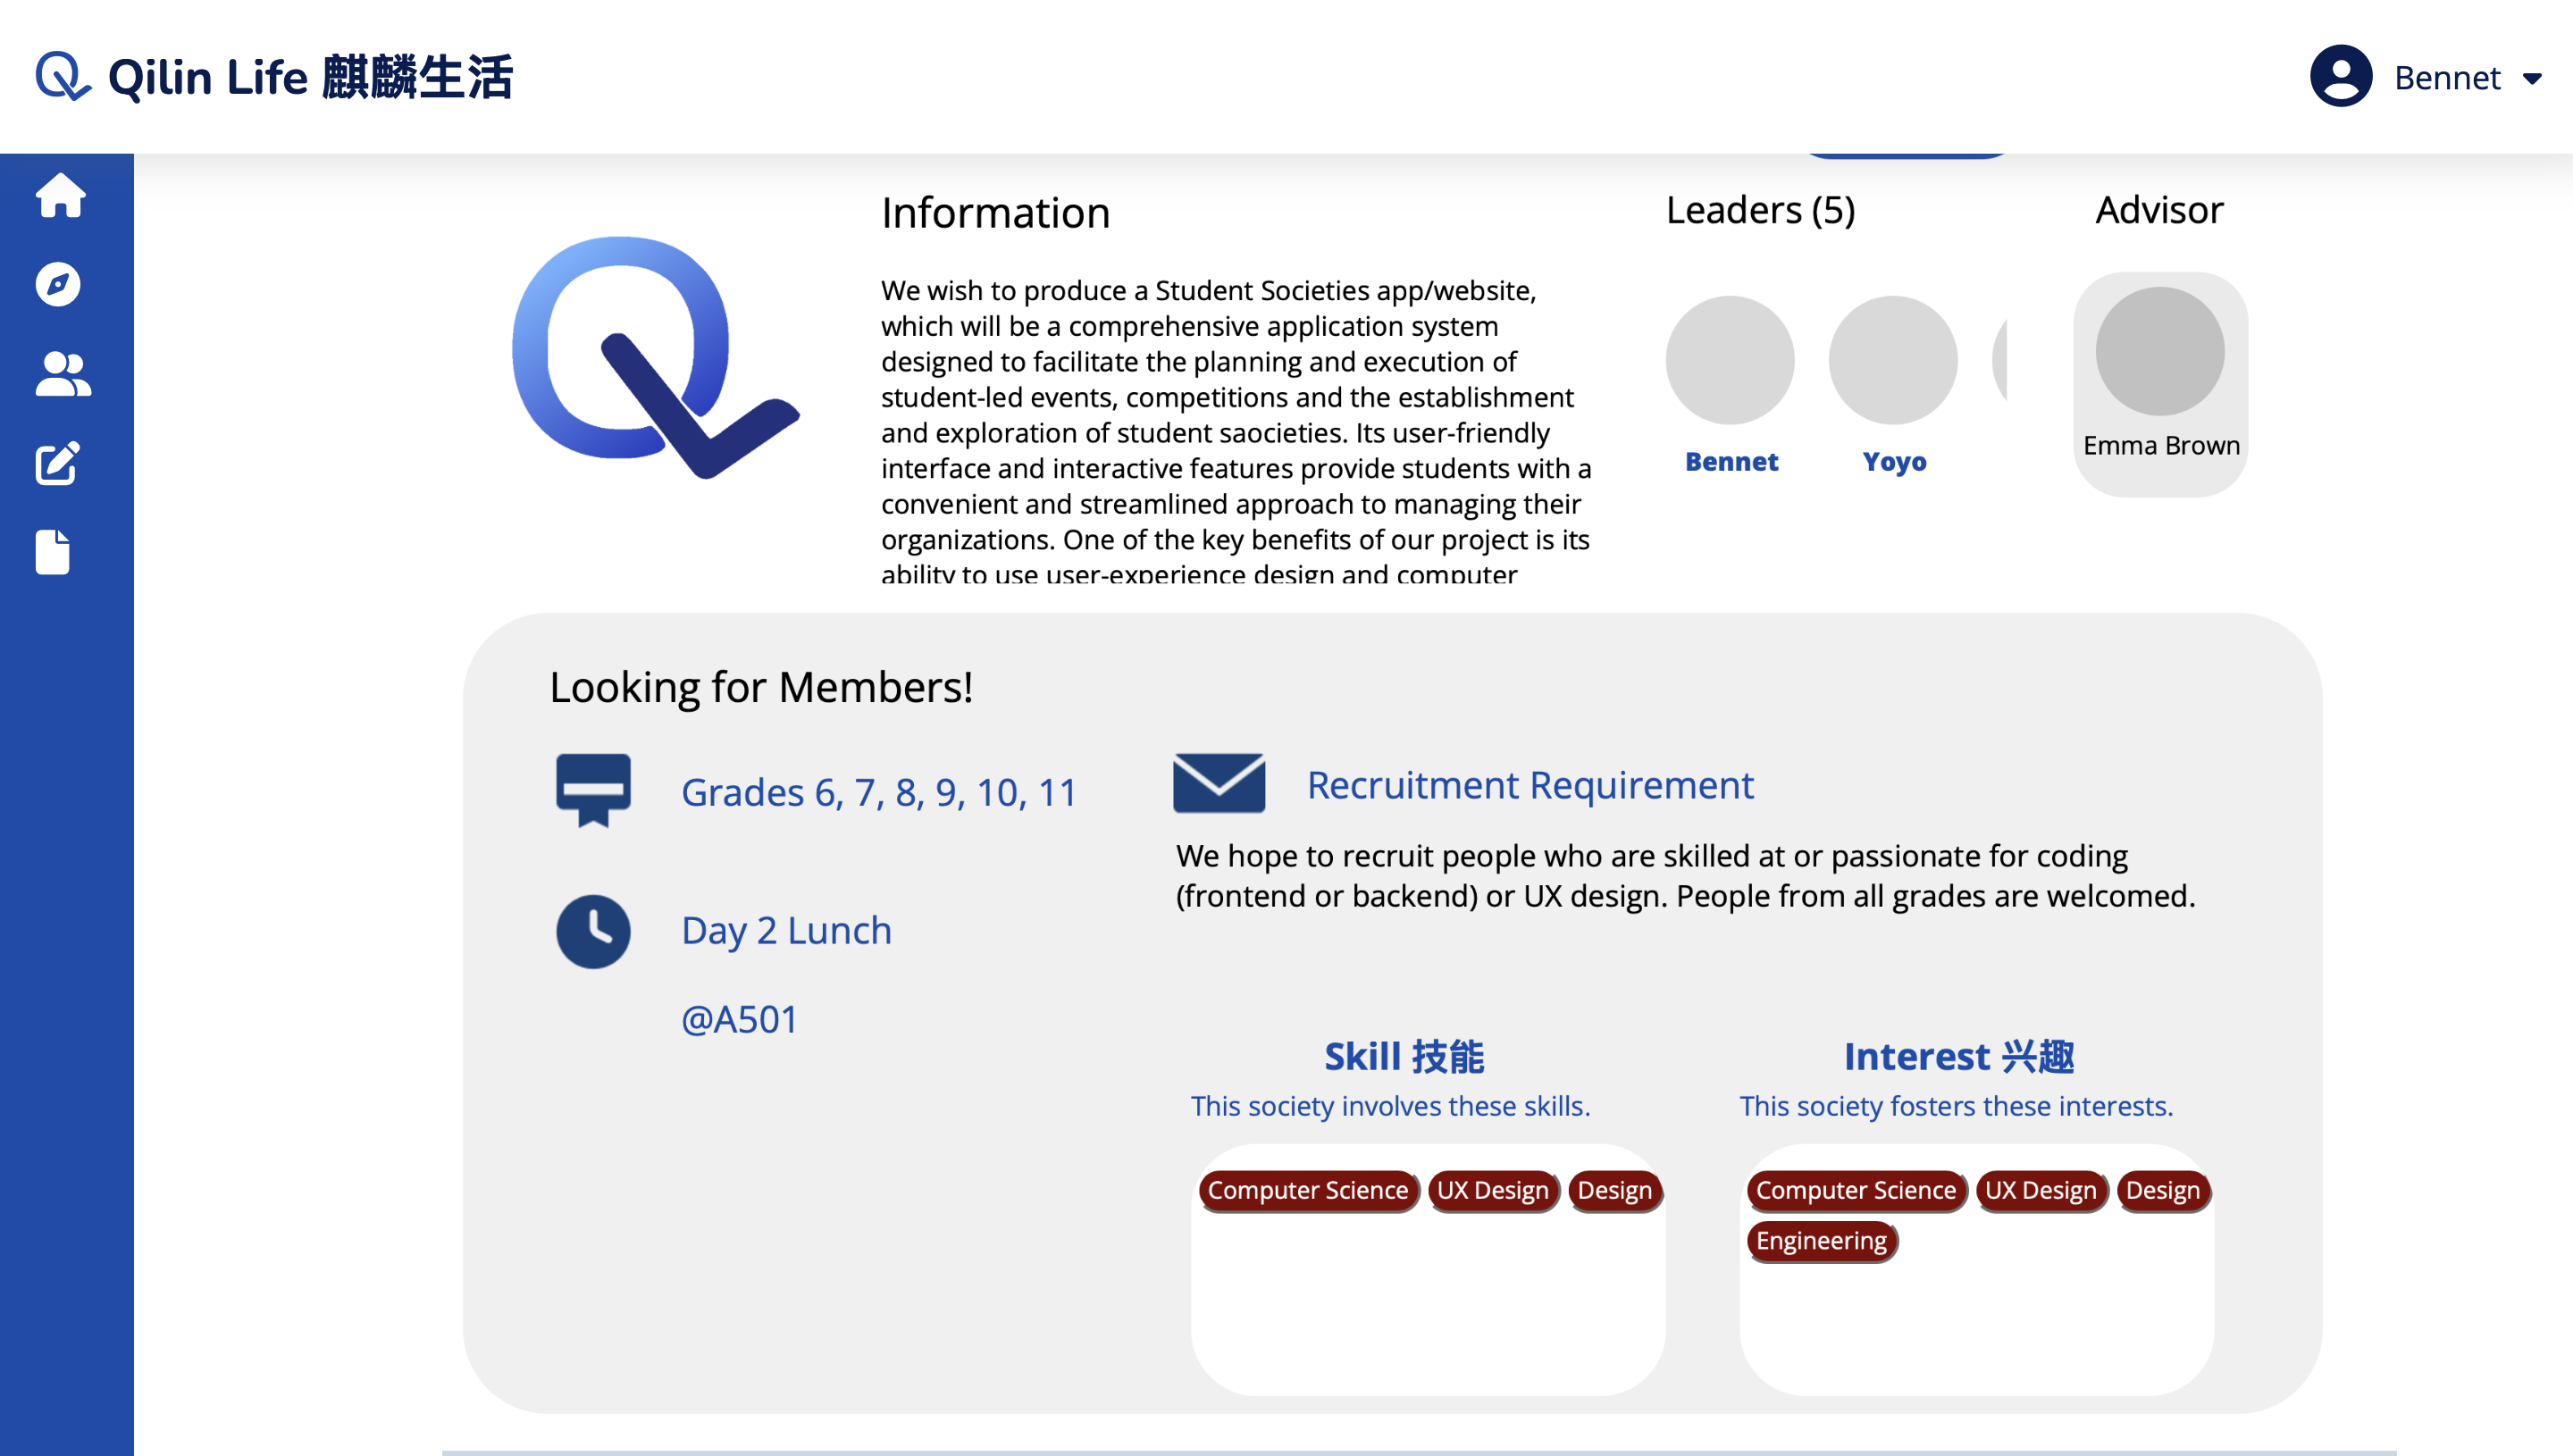 Qilin Life 麒麟生活
Bennet
Information
We wish to produce a Student Societies app/website,
which will be a comprehensive application system
designed to facilitate the planning and execution of
student-led events, competitions and the establishment
and exploration of student saocieties. Its user-friendly
interface and interactive features provide students with a
convenient and streamlined approach to managing their
organizations. One of the key benefits of our project is its
ability to use user-experience design and computer
Leaders (5)
Bennet
Yoyo
Advisor
Emma Brown
Looking for Members!
Grades 6, 7, 8, 9, 10, 11
Day 2 Lunch
@A501
Recruitment Requirement
We hope to recruit people who are skilled at or passionate for coding
(frontend or backend) or UX design. People from all grades are welcomed.
Skill 技能
This society involves these skills.
Computer Science UX Design Design
Interest 兴趣
This society fosters these interests.
Computer Science UX Design Design
Engineering